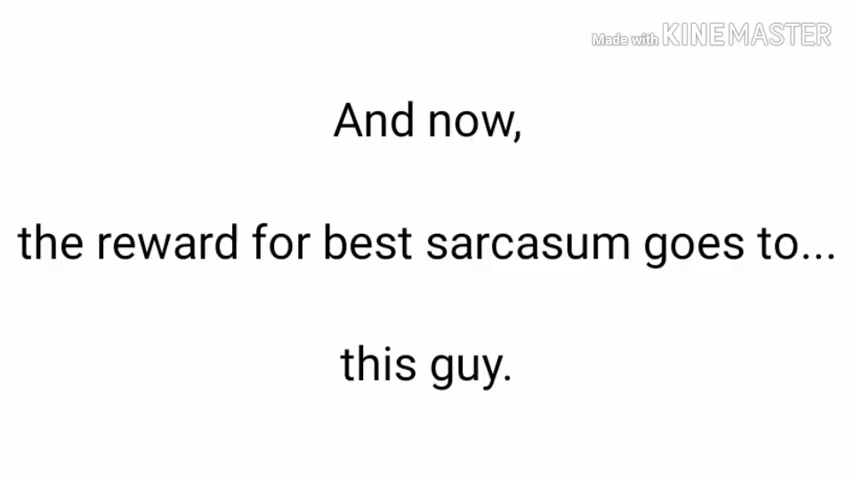 Made with KINEMASTER
And now,
the reward for best sarcasum goes to...
this guy.